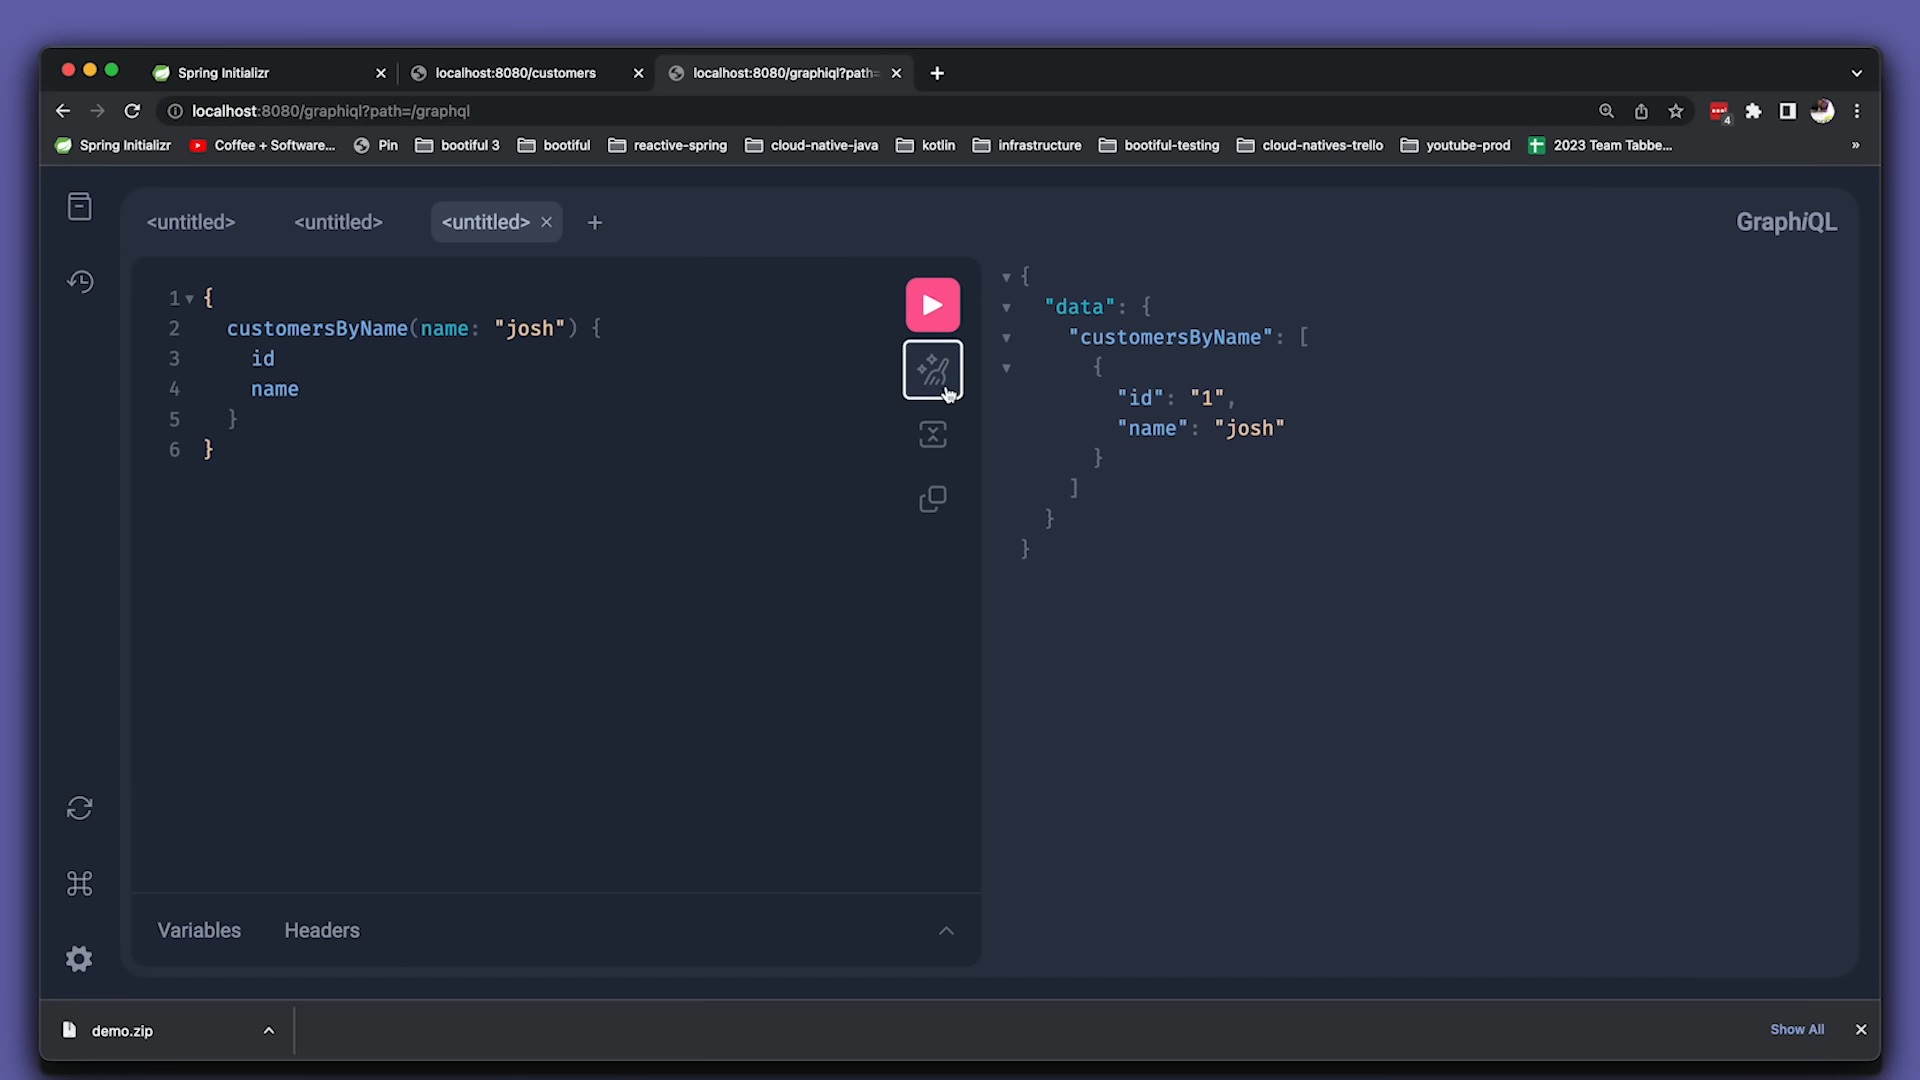 Spring Initializr
localhost:8080/customers
localhost:8080/graphiql?path=
localhost:8080/graphiql?path=/graphql
4
Spring Initializr
Coffee + Software...
Pin
bootiful 3
bootiful
reactive-spring
cloud-native-java
kotlin
infrastructure
bootiful-testing
cloud-natives-trello
youtube-prod
2023 Team Tabbe...
»
<untitled>
<untitled>
<untitled>
GraphiQL
1 {
2 customersByName(name: "josh") {
3 id
4 name
5 }
6 }
{
"data": {
"customersByName": [
{
"id": "1",
"name": "josh"
}
]
}
}
Variables
Headers
demo.zip
Show All